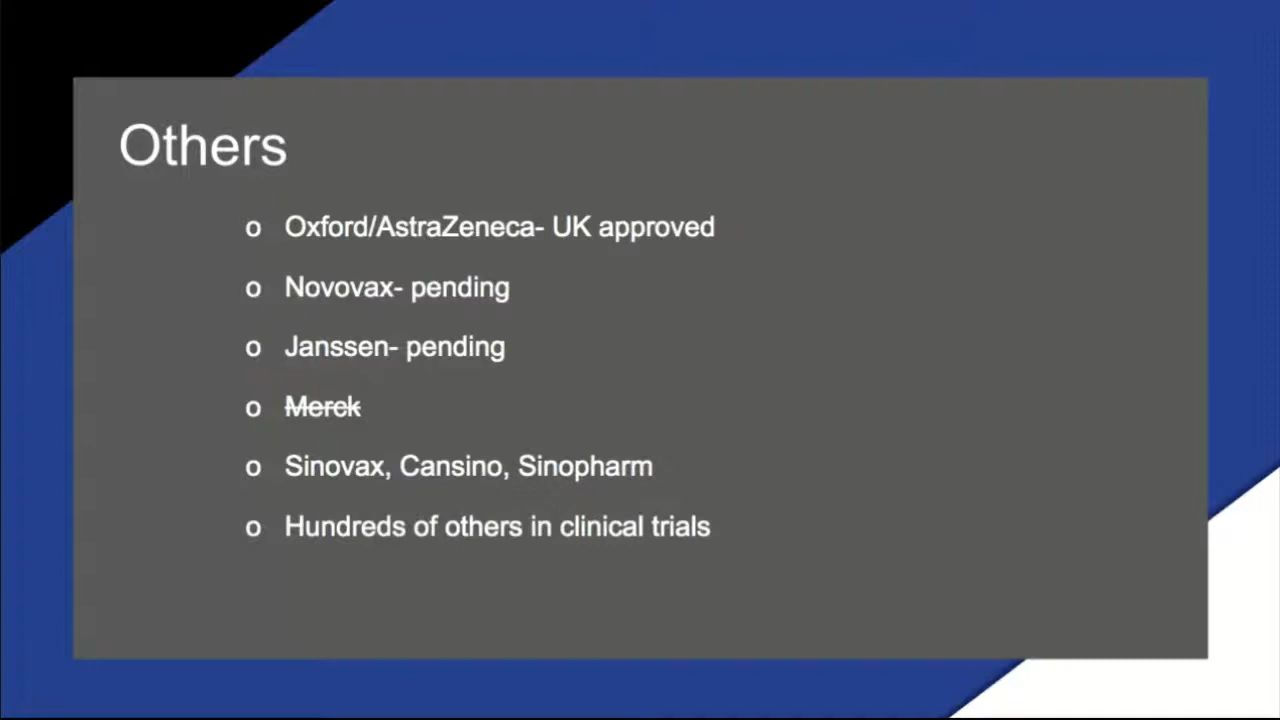 Others
o Oxford/AstraZeneca- UK approved
o Novovax- pending
o Janssen- pending
o Merck
o Sinovax, Cansino, Sinopharm
o Hundreds of others in clinical trials